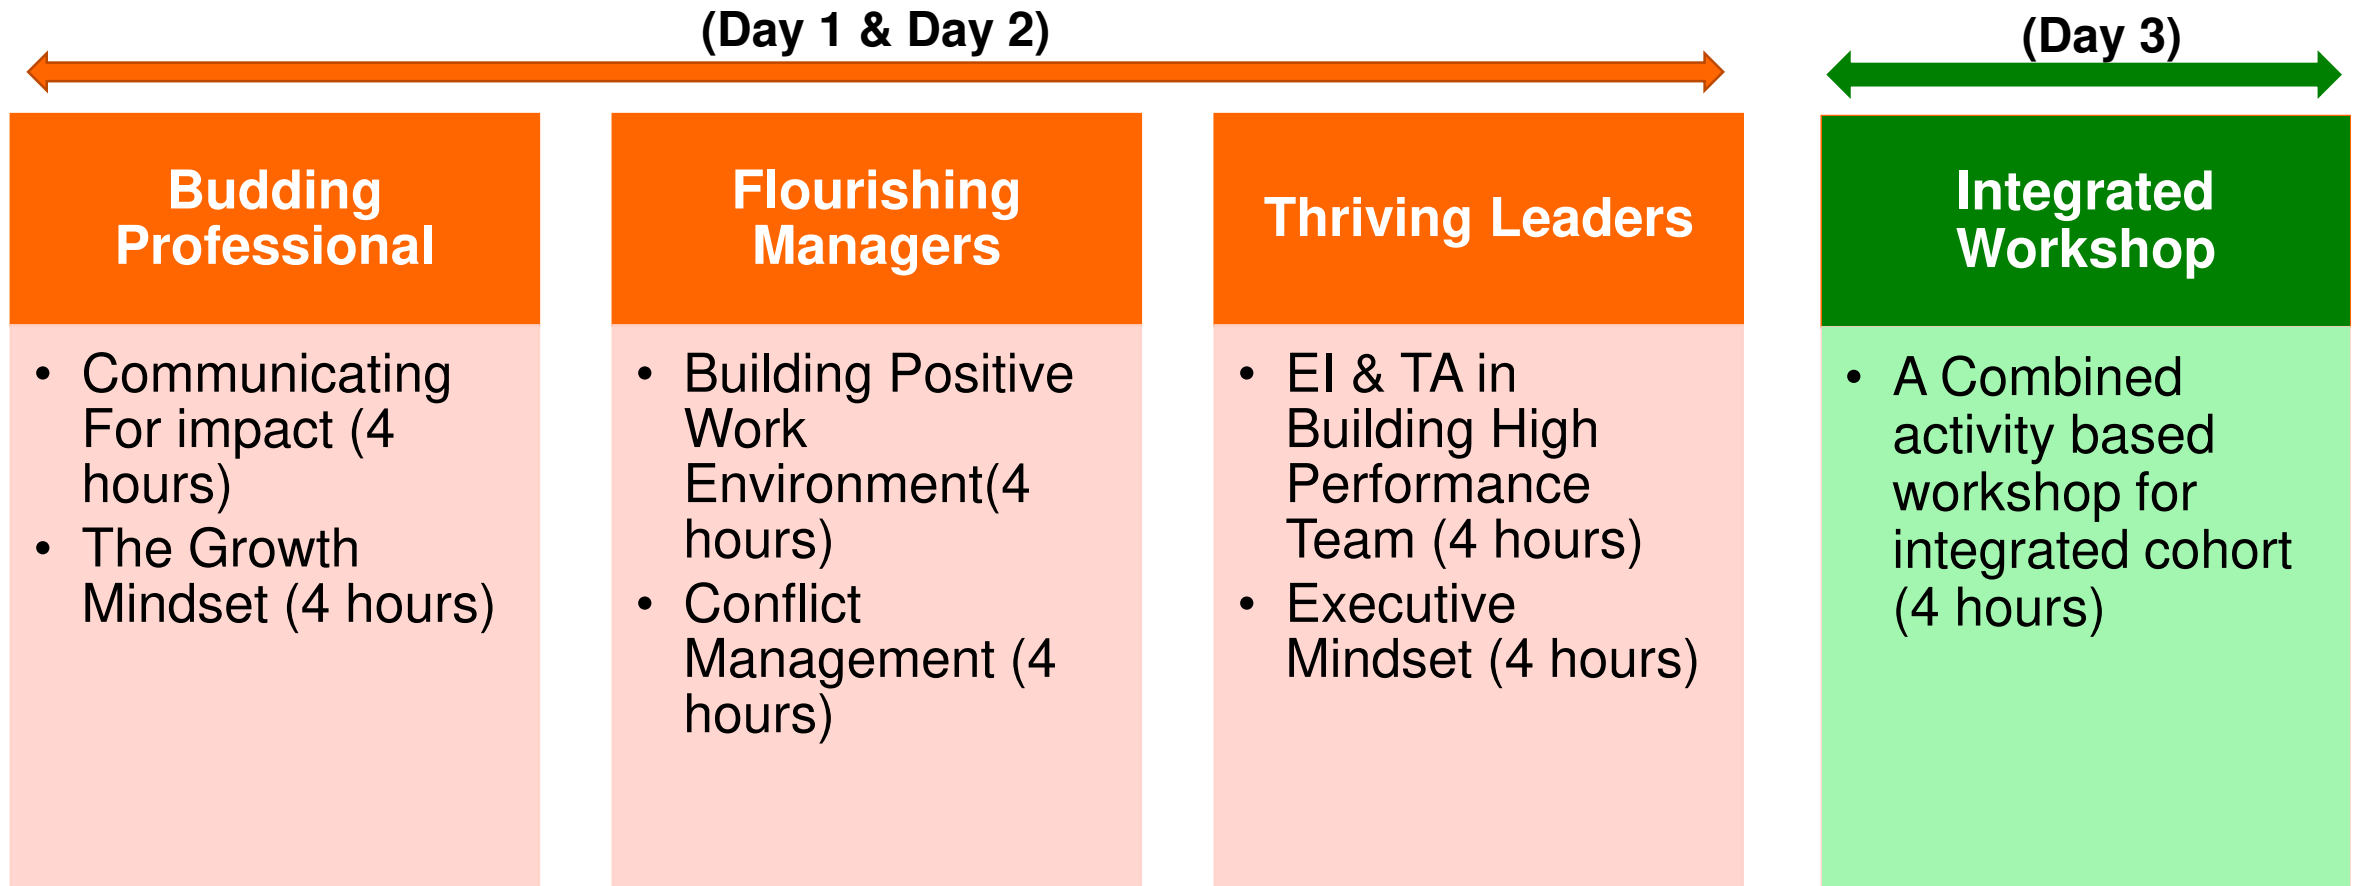 (Day 1 & Day 2)
(Day 3)
Budding
Professional
• Communicating
For impact (4
hours)
• The Growth
Mindset (4 hours)
Flourishing
Managers
• Building Positive
Work
Environment(4
hours)
• Conflict
Management (4
hours)
Thriving Leaders
• EI & TA in
Building High
Performance
Team (4 hours)
• Executive
Mindset (4 hours)
Integrated
Workshop
• A Combined
activity based
workshop for
integrated cohort
(4 hours)